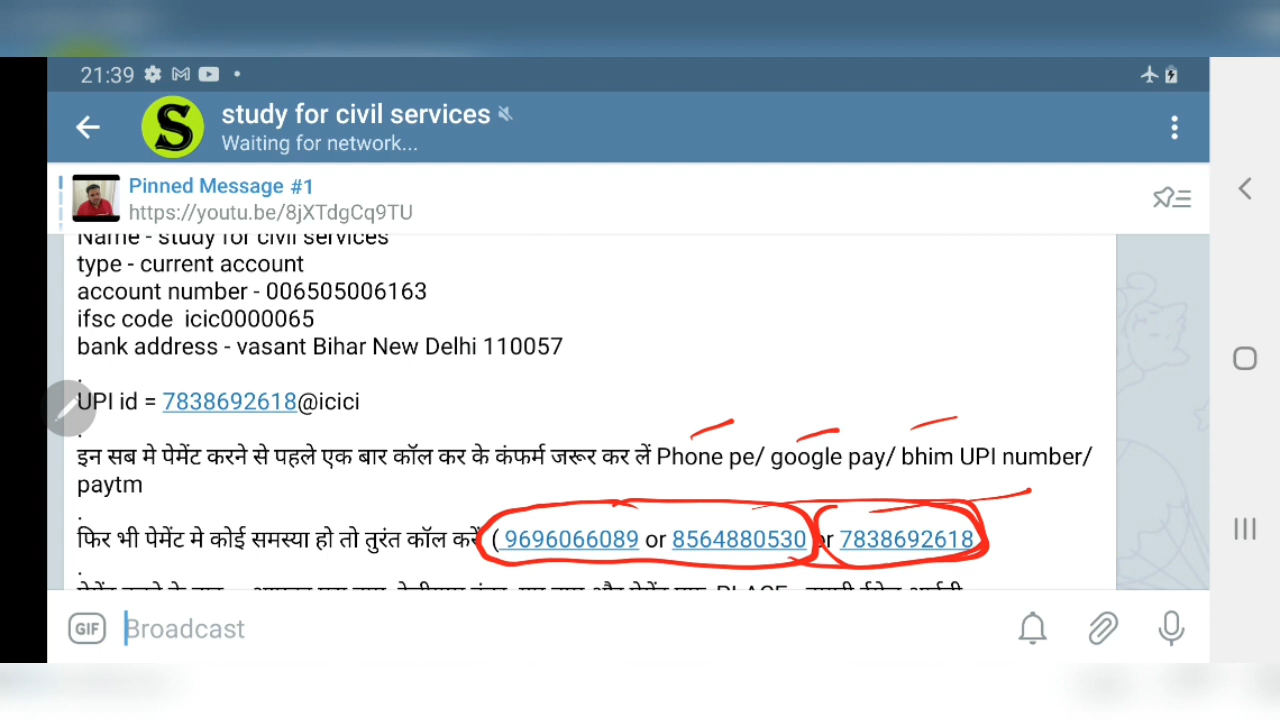 21:39
study for civil services
Waiting for network...
Pinned Message #1
https://youtu.be/8jXTdgCq9TU
Name - study for civil services
type - current account
account number - 006505006163
ifsc code icic0000065
bank address - vasant Bihar New Delhi 110057
.
UPI id = 7838692618@icici
.
इन सब मे पेमेंट करने से पहले एक बार कॉल कर के कंफर्म जरूर कर लें Phone pe/ google pay/ bhim UPI number/
paytm
.
फिर भी पेमेंट मे कोई समस्या हो तो तुरंत कॉल करें ( 9696066089 or 8564880530 or 7838692618
.
GIF Broadcast